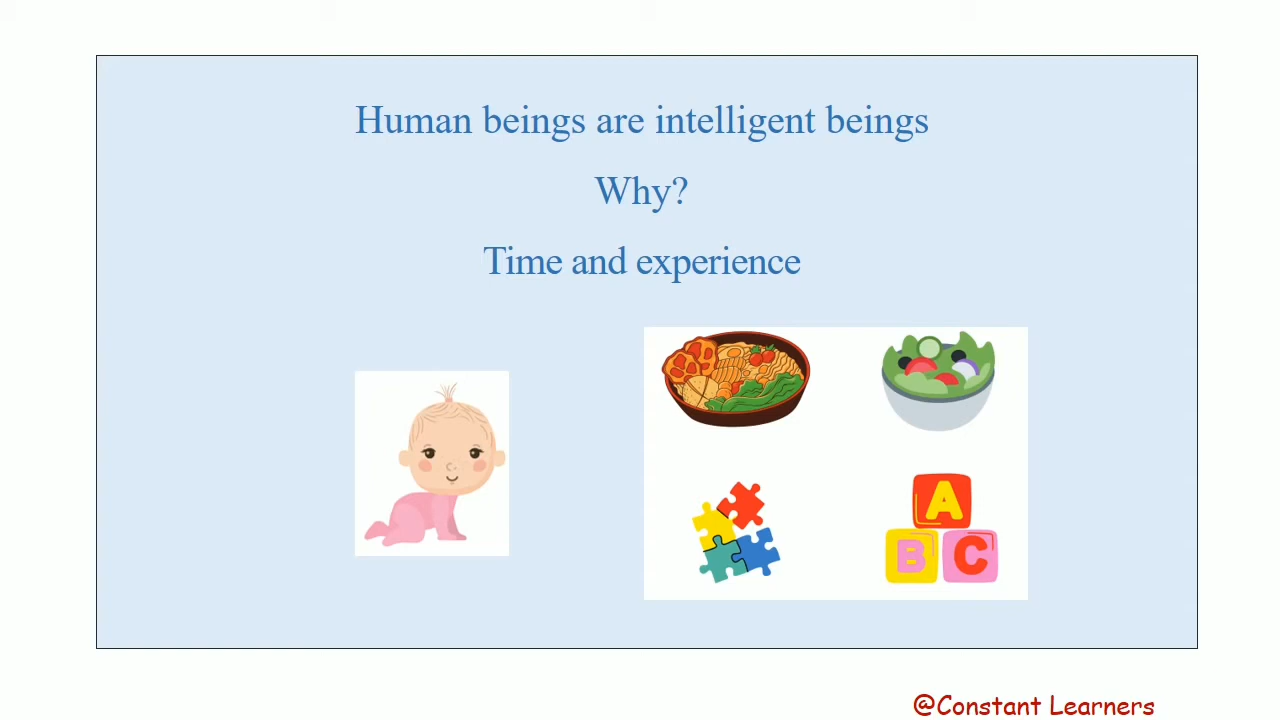 Human beings are intelligent beings
Why?
Time and experience
A
B C
@Constant Learners